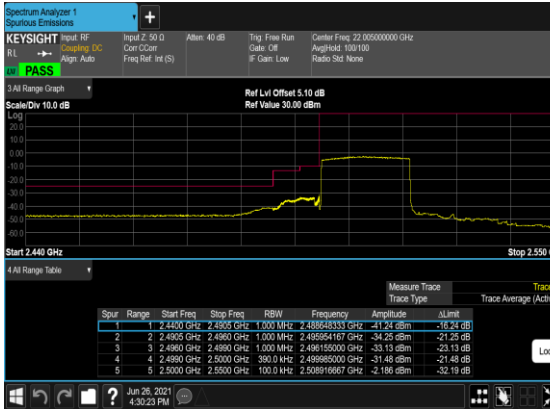 Spectrum Analyzer 1
Spurious Emissions
KEYSIGHT Input: RF Input Z: 50 Ω Atten: 40 dB Trig: Free Run Center Freq: 22.005000000 GHz
RL Coupling: DC Corr CCorr Gate: Off Avg|Hold: 100/100
Align: Auto Freq Ref: Int (S) IF Gain: Low Radio Std: None
PASS
3 All Range Graph
Ref Lvl Offset 5.10 dB
Scale/Div 10.0 dB Ref Value 30.00 dBm
Log
20.0
10.0
0.00
-10.0
-20.0
-30.0
-40.0
-50.0
-60.0
Start 2.440 GHz Stop 2.550
4 All Range Table
Measure Trace Trace
Trace Type Trace Average (Acti
Spur Range Start Freq Stop Freq RBW Frequency Amplitude ΔLimit
1 1 2.4400 GHz 2.4905 GHz 1.000 MHz 2.488648333 GHz -41.24 dBm -16.24 dB
2 2 2.4905 GHz 2.4960 GHz 1.000 MHz 2.495954167 GHz -34.25 dBm -21.25 dB
3 3 2.4960 GHz 2.4990 GHz 1.000 MHz 2.496155000 GHz -33.13 dBm -23.13 dB
4 4 2.4990 GHz 2.5000 GHz 390.0 kHz 2.499985000 GHz -31.48 dBm -21.48 dB
5 5 2.5000 GHz 2.5500 GHz 100.0 kHz 2.508916667 GHz -2.186 dBm -32.19 dB
Loc
Jun 26, 2021
4:30:23 PM